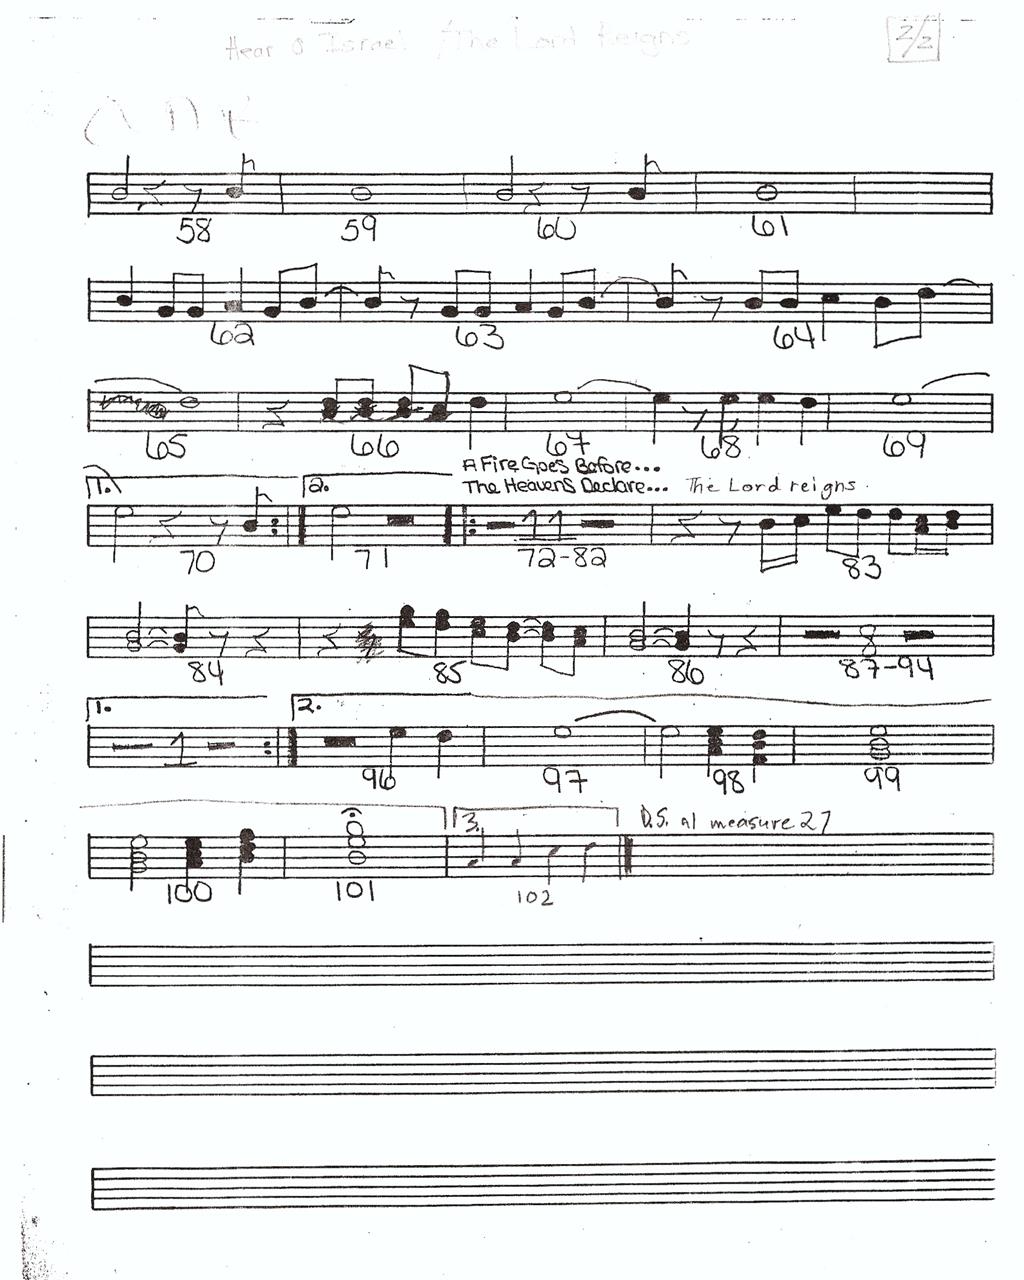 Hear O Israel / The Lord Reigns 2/2
58 59 60 61
62 63 64
65 66 67 68 69
A Fire Goes Before...
1. 2. The Heavens Declare... The Lord reigns.
11
70 71 72-82 83
8
84 85 86 87-94
1. 2.
1
96 97 98 99
3. D.S. al measure 27
100 101 102